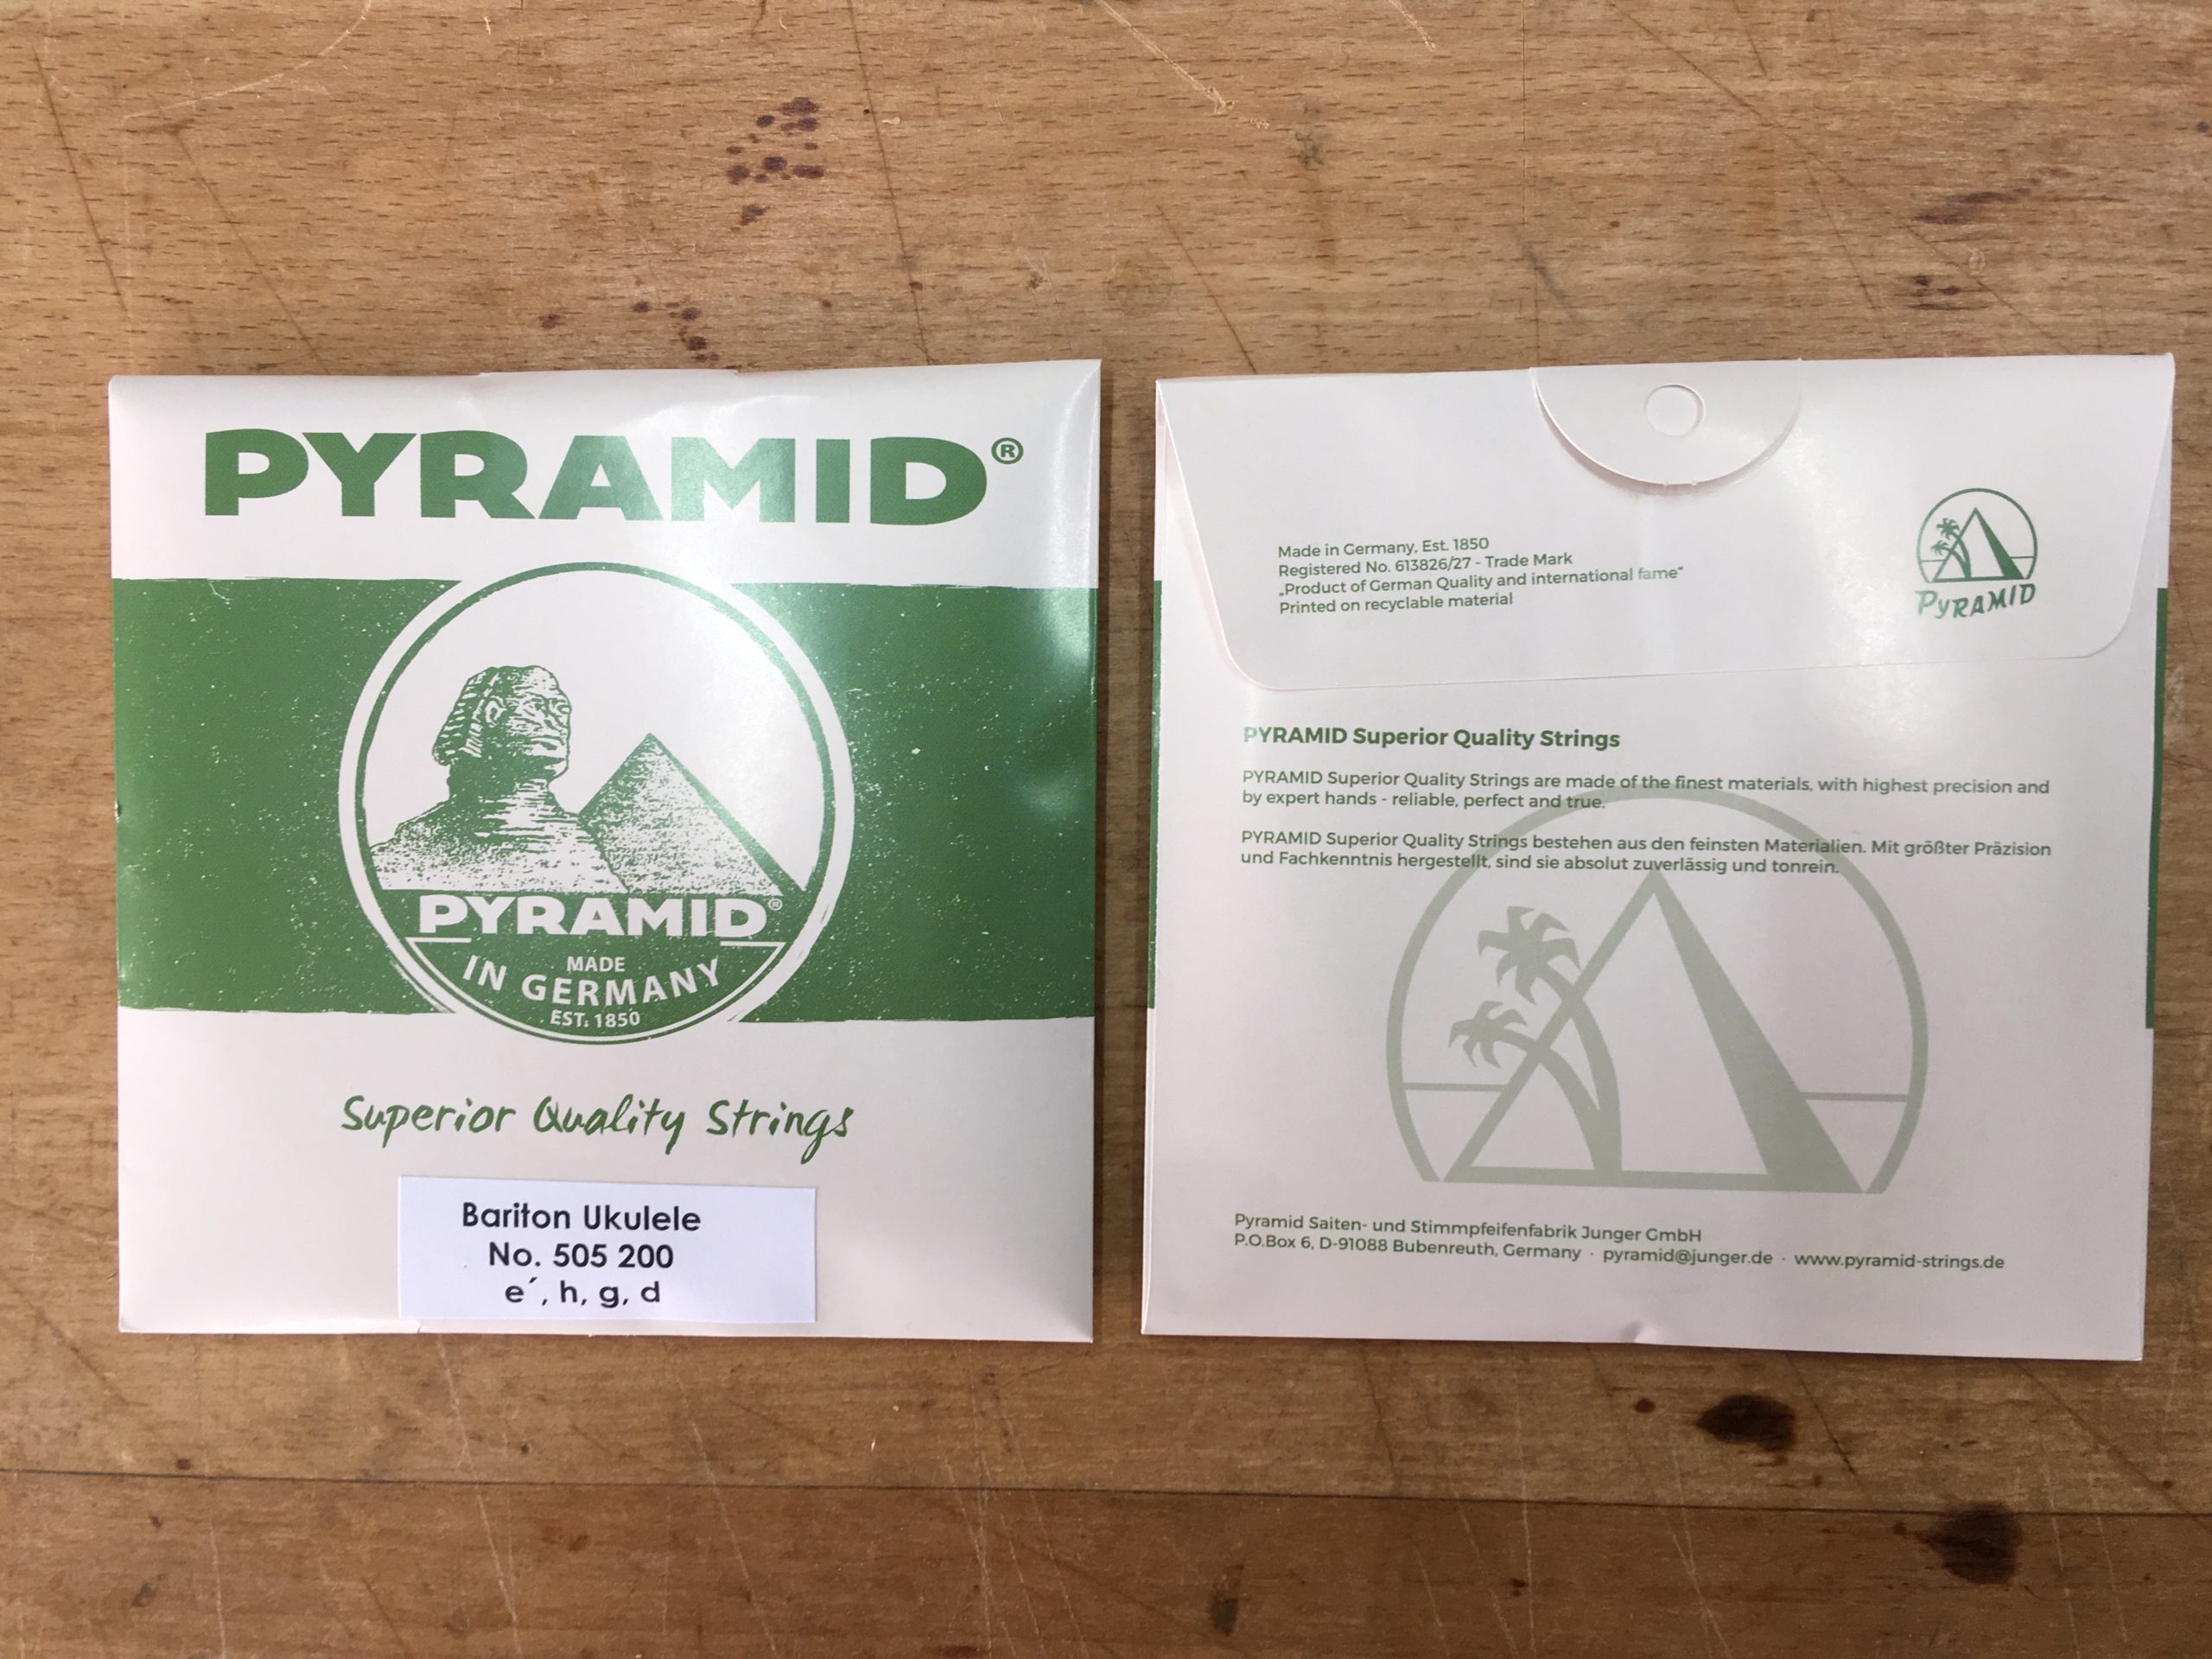 PYRAMID®
PYRAMID®
MADE
IN GERMANY
EST. 1850
Superior Quality Strings
Bariton Ukulele
No. 505 200
e´, h, g, d
Made in Germany, Est. 1850
Registered No. 613826/27 - Trade Mark
„Product of German Quality and international fame“
Printed on recyclable material
PYRAMID
PYRAMID Superior Quality Strings
PYRAMID Superior Quality Strings are made of the finest materials, with highest precision and
by expert hands - reliable, perfect and true.
PYRAMID Superior Quality Strings bestehen aus den feinsten Materialien. Mit größter Präzision
und Fachkenntnis hergestellt, sind sie absolut zuverlässig und tonrein.
Pyramid Saiten- und Stimmpfeifenfabrik Junger GmbH
P.O.Box 6, D-91088 Bubenreuth, Germany · pyramid@junger.de · www.pyramid-strings.de